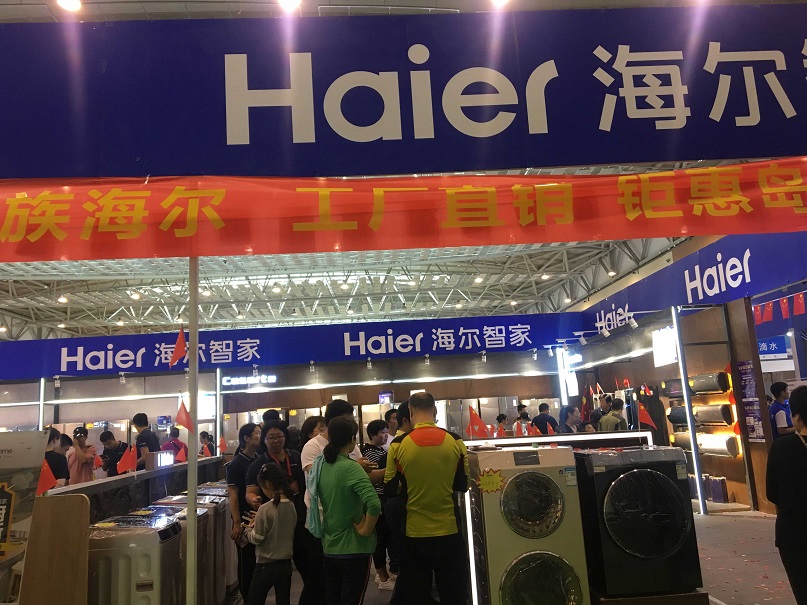 Haier 海尔
族海尔 工厂直销 钜惠岛
Haier
Haier
Haier 海尔智家
Haier 海尔智家
滴水
Casarte